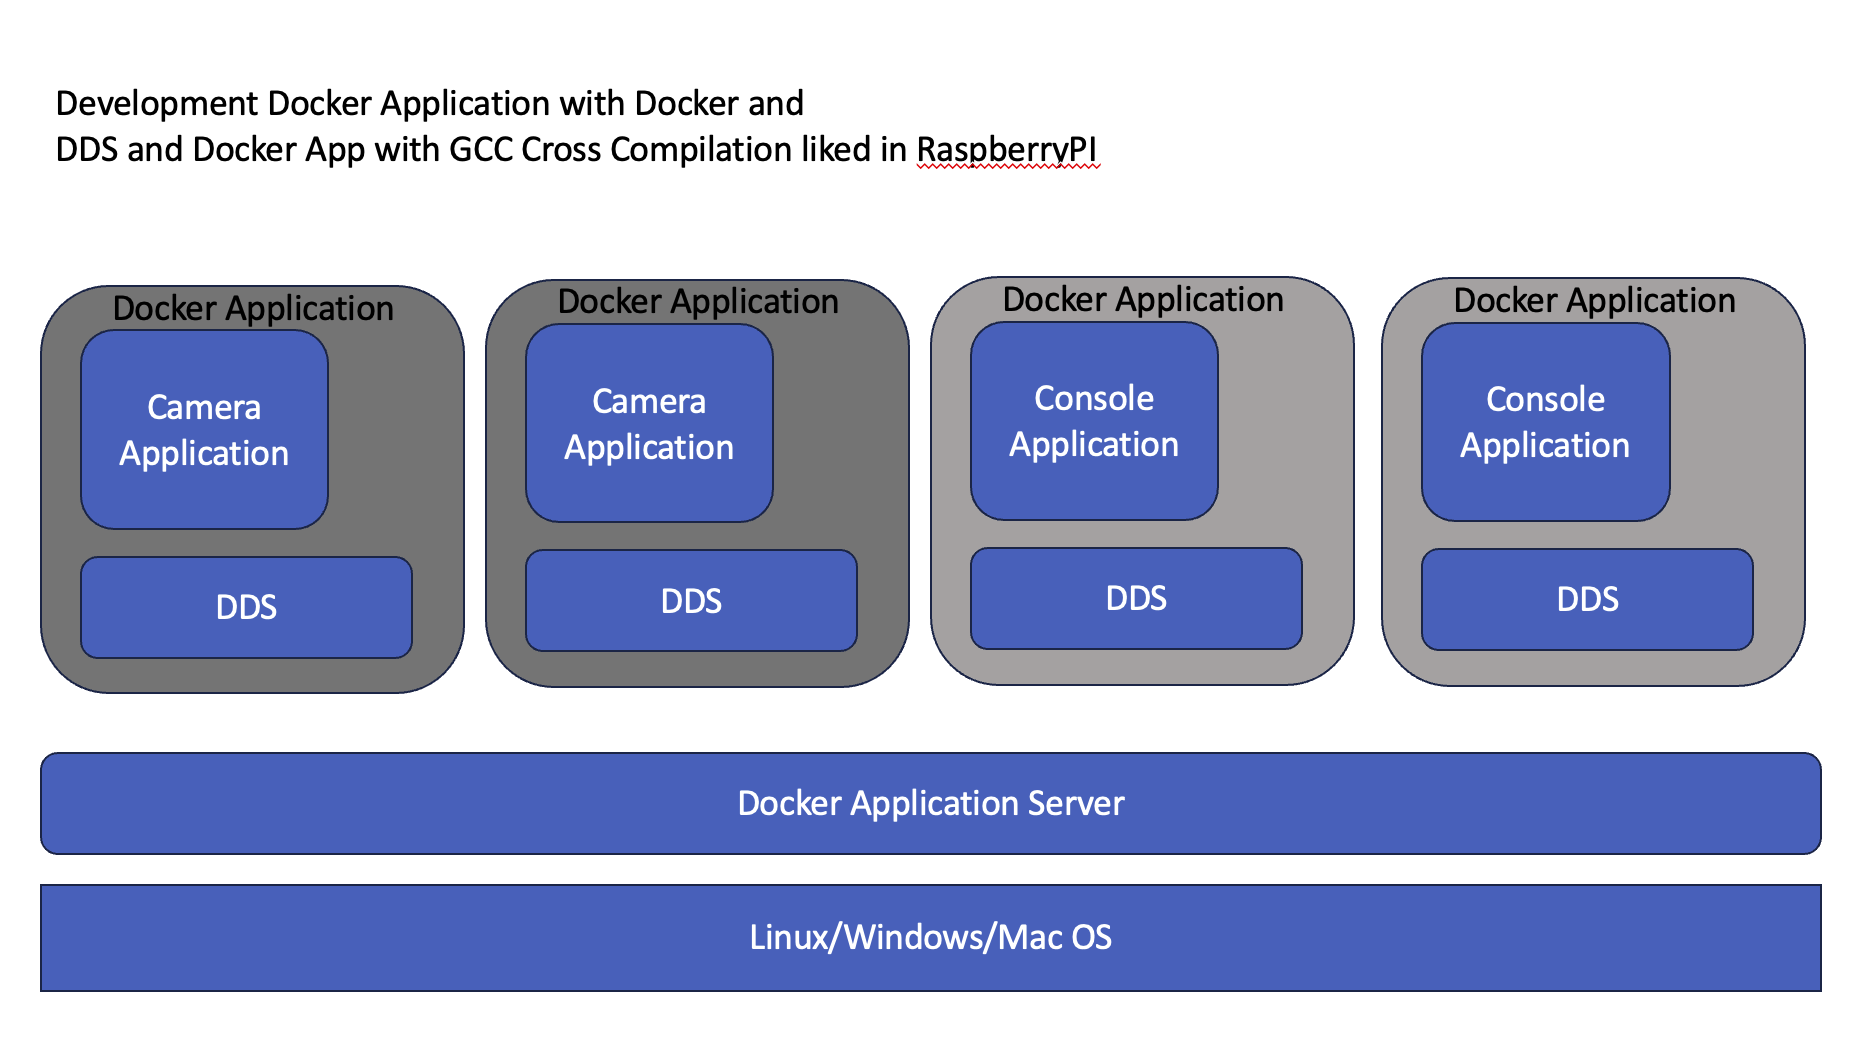 Development Docker Application with Docker and
DDS and Docker App with GCC Cross Compilation liked in RaspberryPI
Docker Application
Camera
Application
DDS
Docker Application
Camera
Application
DDS
Docker Application
Console
Application
DDS
Docker Application
Console
Application
DDS
Docker Application Server
Linux/Windows/Mac OS